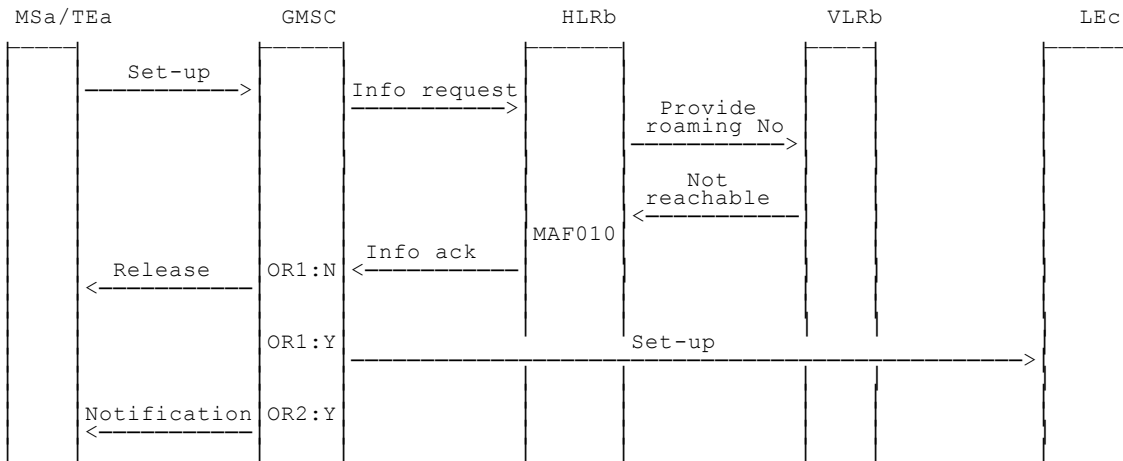 MSa/TEa GMSC HLRb VLRb LEc
Set-up
Info request
Provide
roaming No
Not
reachable
MAF010
Info ack
Release OR1:N
OR1:Y Set-up
Notification OR2:Y